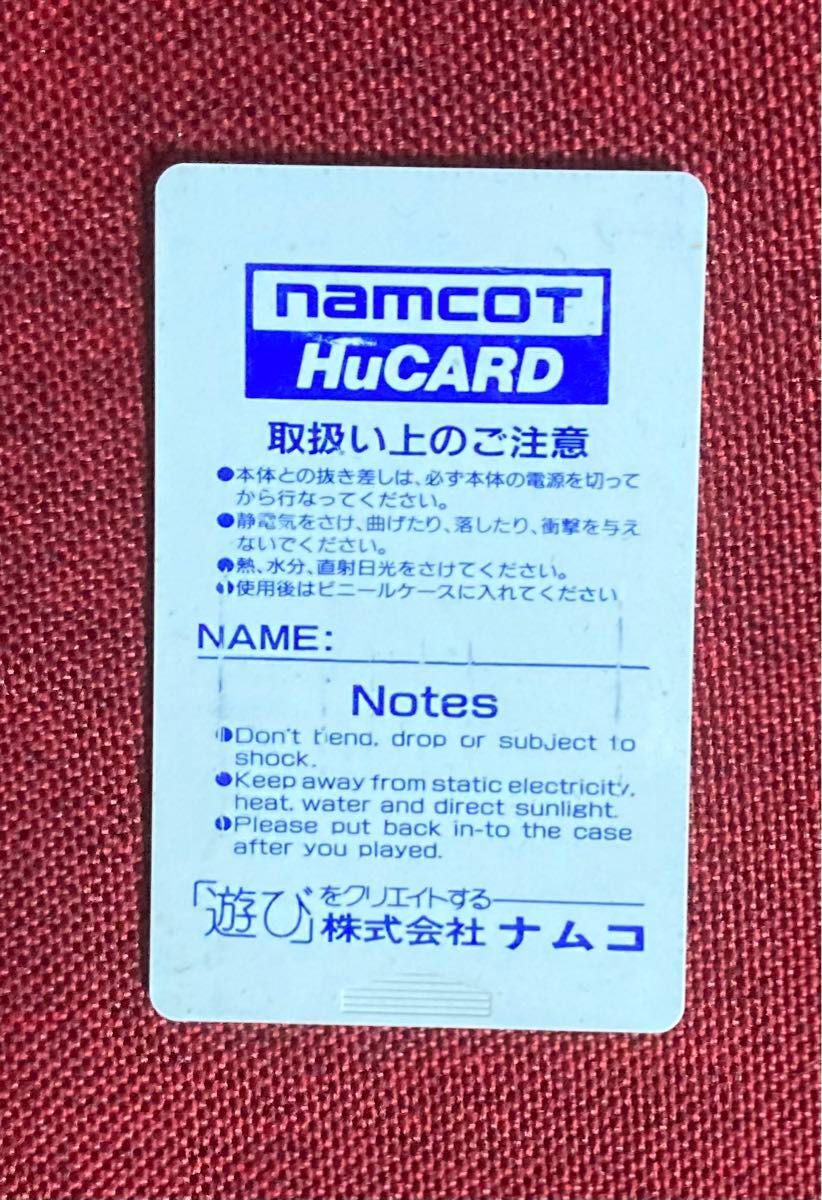 namcoT
HuCARD
取扱い上のご注意
●本体との抜き差しは、必ず本体の電源を切って
から行なってください。
●静電気をさけ、曲げたり、落したり、衝撃を与え
ないでください。
●熱、水分、直射日光をさけてください。
●使用後はビニールケースに入れてください
NAME:
Notes
●Don't bend, drop or subject to
shock.
●Keep away from static electricity,
heat, water and direct sunlight.
●Please put back in-to the case
after you played.
「遊び」をクリエイトする
株式会社 ナムコ